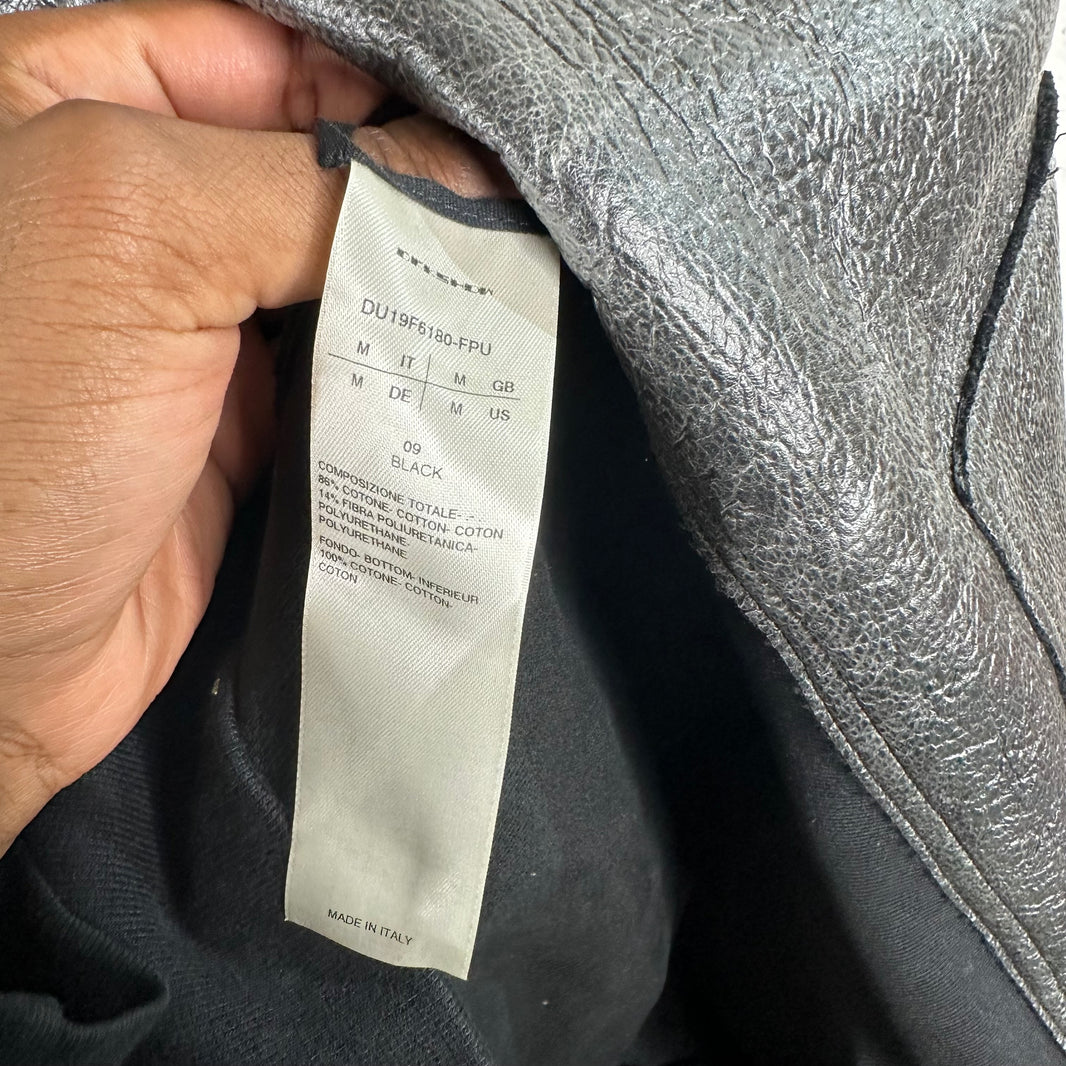 DRKSHDW
DU19F6180-FPU
M IT M GB
M DE M US
09
BLACK
COMPOSIZIONE TOTALE- .-
86% COTONE- COTTON- COTON
14% FIBRA POLIURETANICA-
POLYURETHANE
POLYURETHANE
FONDO- BOTTOM- INFERIEUR
100% COTONE- COTTON-
COTON
MADE IN ITALY